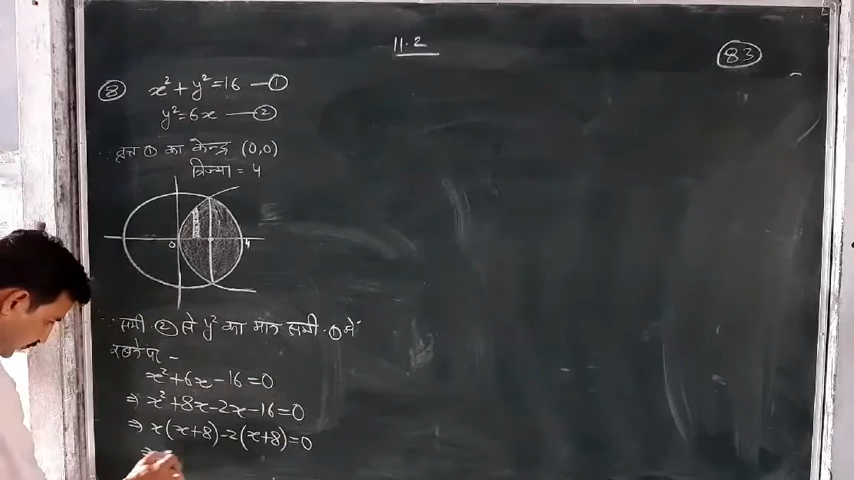 11.2
83
8 x² + y² = 16 — 1
y² = 6x — 2
∴ वृत्त 1 का केन्द्र (0,0)
त्रिज्या = 4
0 4
∴ समी. 2 से y² का मान समी. 1 में
रखने पर -
x² + 6x - 16 = 0
⇒ x² + 8x - 2x - 16 = 0
⇒ x(x+8) - 2(x+8) = 0
⇒